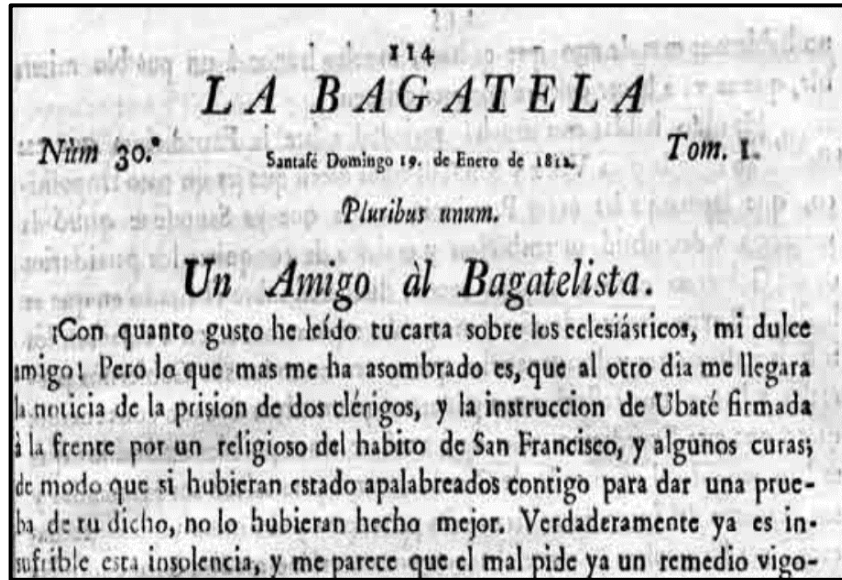 114
LA BAGATELA
Núm 30.º Santafé Domingo 19. de Enero de 1812. Tom. 1.
Pluribus unum.
Un Amigo àl Bagatelista.
¡Con quanto gusto he leído tu carta sobre los eclesiásticos, mi dulce
amigo! Pero lo que mas me ha asombrado es, que al otro dia me llegara
la noticia de la prision de dos clérigos, y la instruccion de Ubaté firmada
à la frente por un religioso del habito de San Francisco, y algunos curas;
de modo que si hubieran estado apalabreados contigo para dar una prue-
ba de tu dicho, no lo hubieran hecho mejor. Verdaderamente ya es in-
sufrible esta insolencia, y me parece que el mal pide ya un remedio vigo-